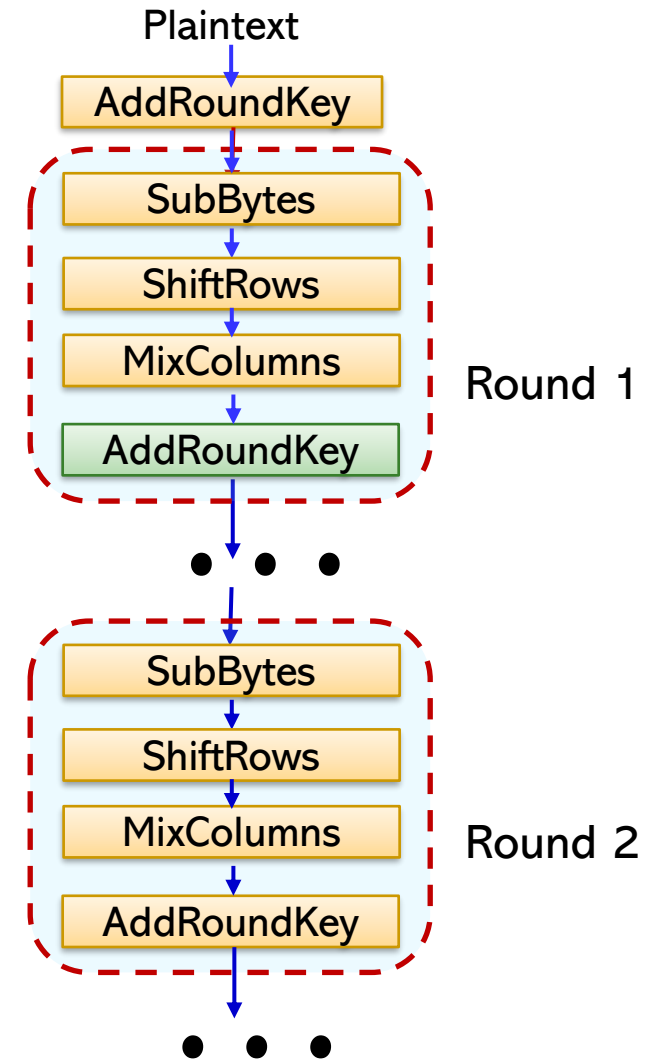 Plaintext
AddRoundKey
SubBytes
ShiftRows
MixColumns
Round 1
AddRoundKey
• • •
SubBytes
ShiftRows
MixColumns
Round 2
AddRoundKey
• • •